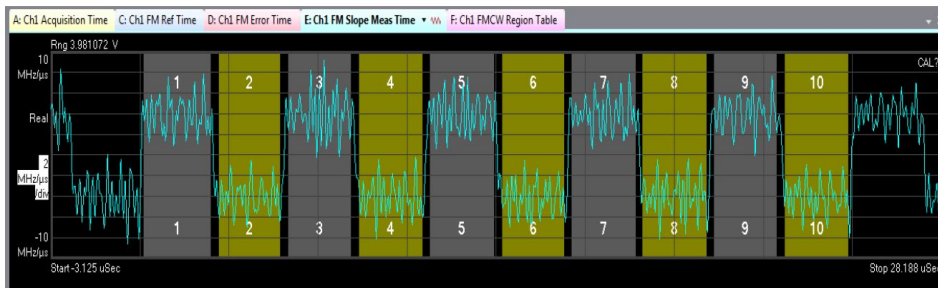 A: Ch1 Acquisition Time C: Ch1 FM Ref Time D: Ch1 FM Error Time E: Ch1 FM Slope Meas Time F: Ch1 FMCW Region Table
Rng 3.981072 V
10
MHz/µs
CAL?
1 2 3 4 5 6 7 8 9 10
Real
2
MHz/µs
/div
1 2 3 4 5 6 7 8 9 10
-10
MHz/µs
Start -3.125 uSec Stop 28.188 uSec